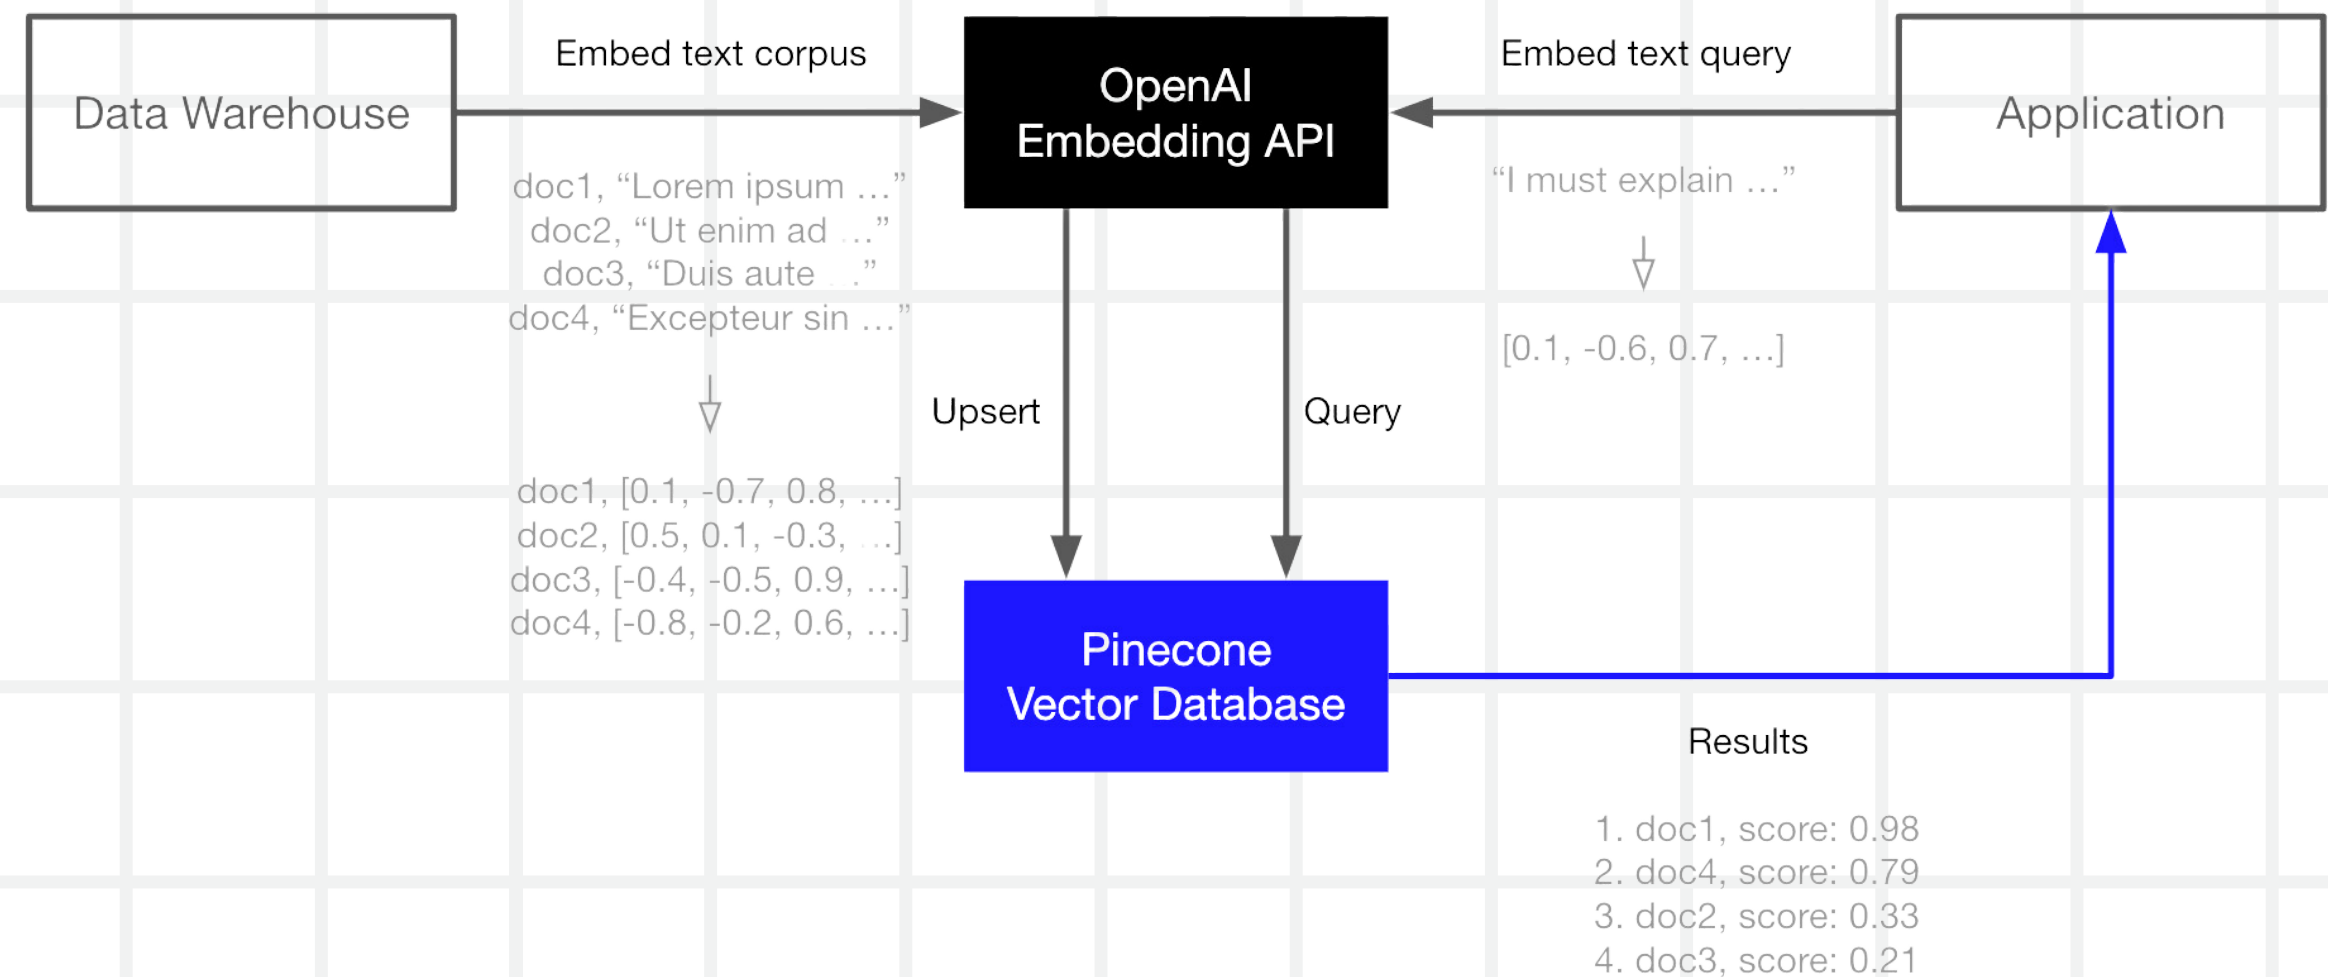 Data Warehouse
Embed text corpus
OpenAI
Embedding API
Embed text query
Application
doc1, “Lorem ipsum ...”
doc2, “Ut enim ad ...”
doc3, “Duis aute ...”
doc4, “Excepteur sin ...”
“I must explain ...”
[0.1, -0.6, 0.7, ...]
Upsert
Query
doc1, [0.1, -0.7, 0.8, ...]
doc2, [0.5, 0.1, -0.3, ...]
doc3, [-0.4, -0.5, 0.9, ...]
doc4, [-0.8, -0.2, 0.6, ...]
Pinecone
Vector Database
Results
1. doc1, score: 0.98
2. doc4, score: 0.79
3. doc2, score: 0.33
4. doc3, score: 0.21